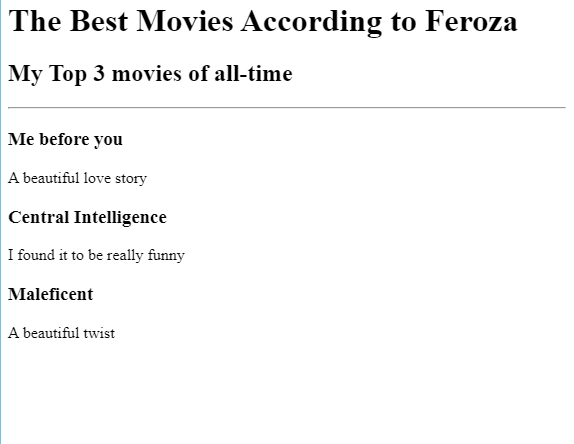 The Best Movies According to Feroza
My Top 3 movies of all-time
Me before you
A beautiful love story
Central Intelligence
I found it to be really funny
Maleficent
A beautiful twist